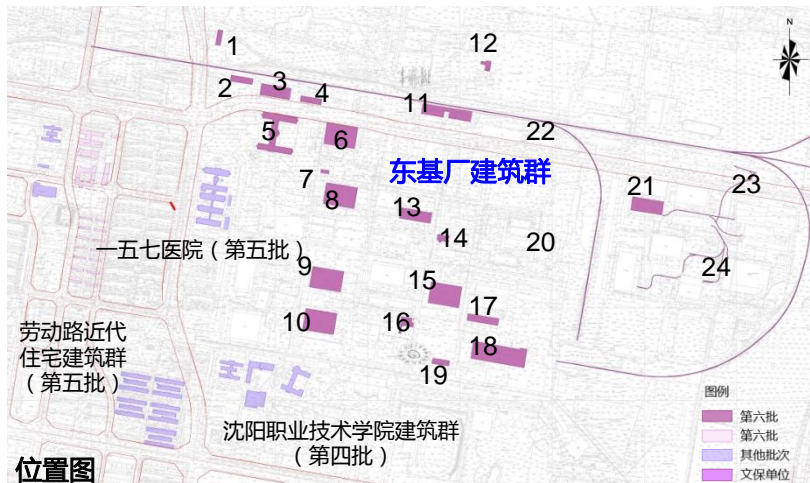 N
1
12
2
3
4
11
22
5
6
东基厂建筑群
7
8
21
23
13
14
20
一五七医院（第五批）
9
24
15
17
劳动路近代
住宅建筑群
（第五批）
10
16
18
19
图例
沈阳职业技术学院建筑群
（第四批）
第六批
第六批
其他批次
文保单位
位置图